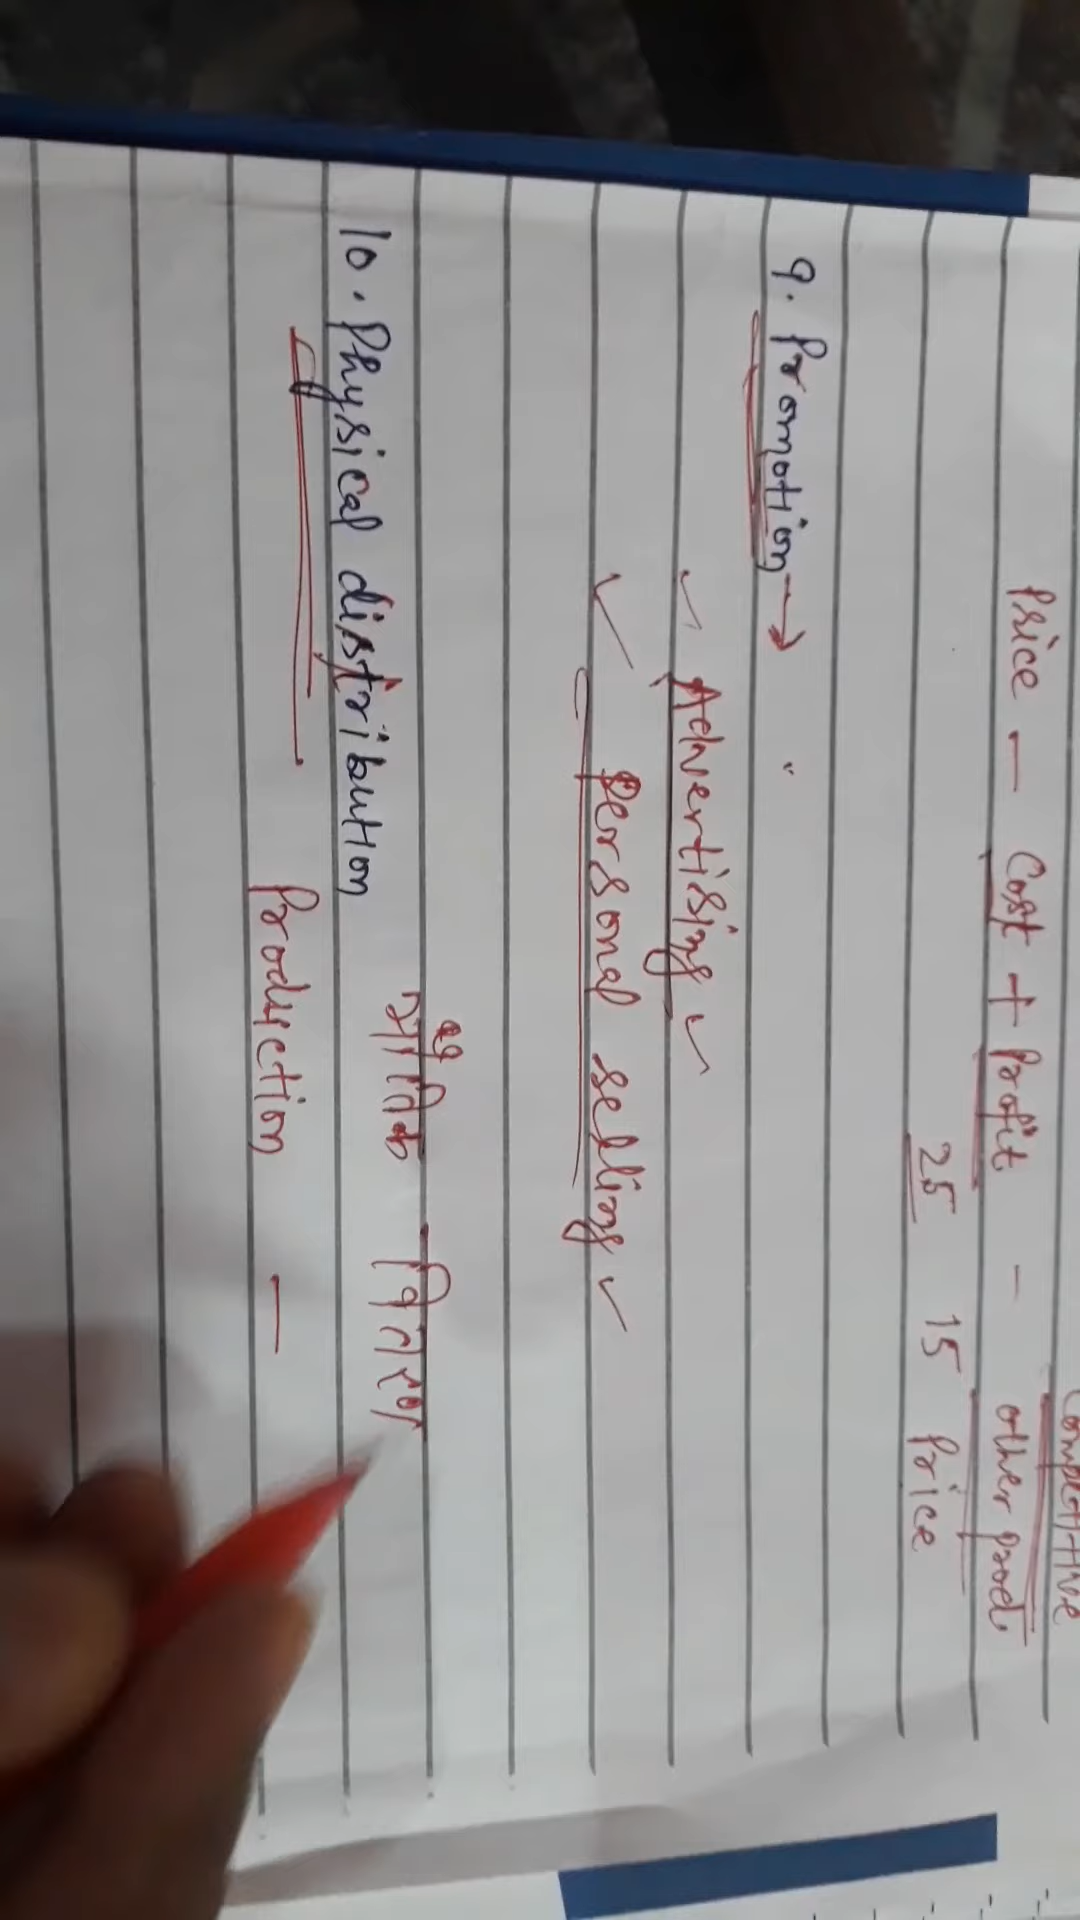 Competitive
Price — Cost + Profit — other prod.
25 15 Price
9. Promotion →
✓ Advertising ✓
✓ Personal selling ✓
10. Physical distribution
वितरण
Production —